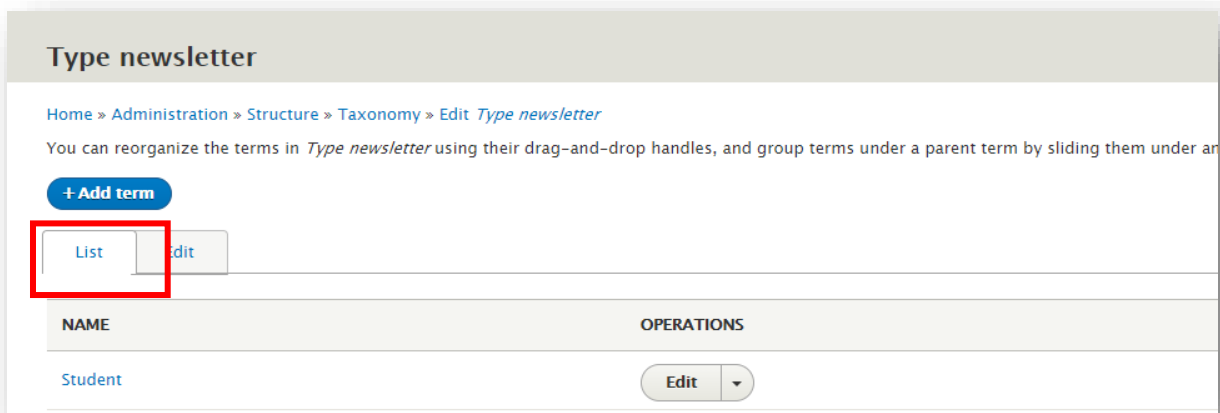 Type newsletter
Home » Administration » Structure » Taxonomy » Edit Type newsletter
You can reorganize the terms in Type newsletter using their drag-and-drop handles, and group terms under a parent term by sliding them under
+ Add term
List Edit
NAME OPERATIONS
Student Edit